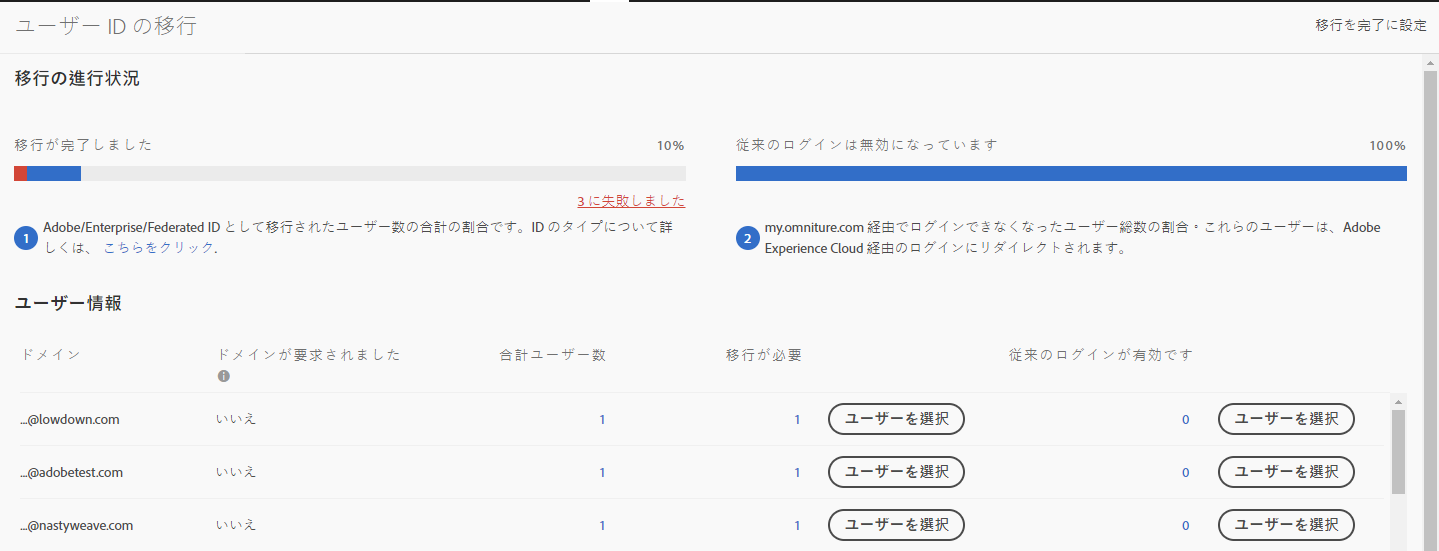 ユーザー ID の移行
移行を完了に設定
移行の進行状況
移行が完了しました 10%
3 に失敗しました
1 Adobe/Enterprise/Federated ID として移行されたユーザー数の合計の割合です。ID のタイプについて詳
しくは、 こちらをクリック.
従来のログインは無効になっています 100%
2 my.omniture.com 経由でログインできなくなったユーザー総数の割合。これらのユーザーは、Adobe
Experience Cloud 経由のログインにリダイレクトされます。
ユーザー情報
ドメイン ドメインが要求されました 合計ユーザー数 移行が必要 従来のログインが有効です
...@lowdown.com いいえ 1 1 ユーザーを選択 0 ユーザーを選択
...@adobetest.com いいえ 1 1 ユーザーを選択 0 ユーザーを選択
...@nastyweave.com いいえ 1 1 ユーザーを選択 0 ユーザーを選択